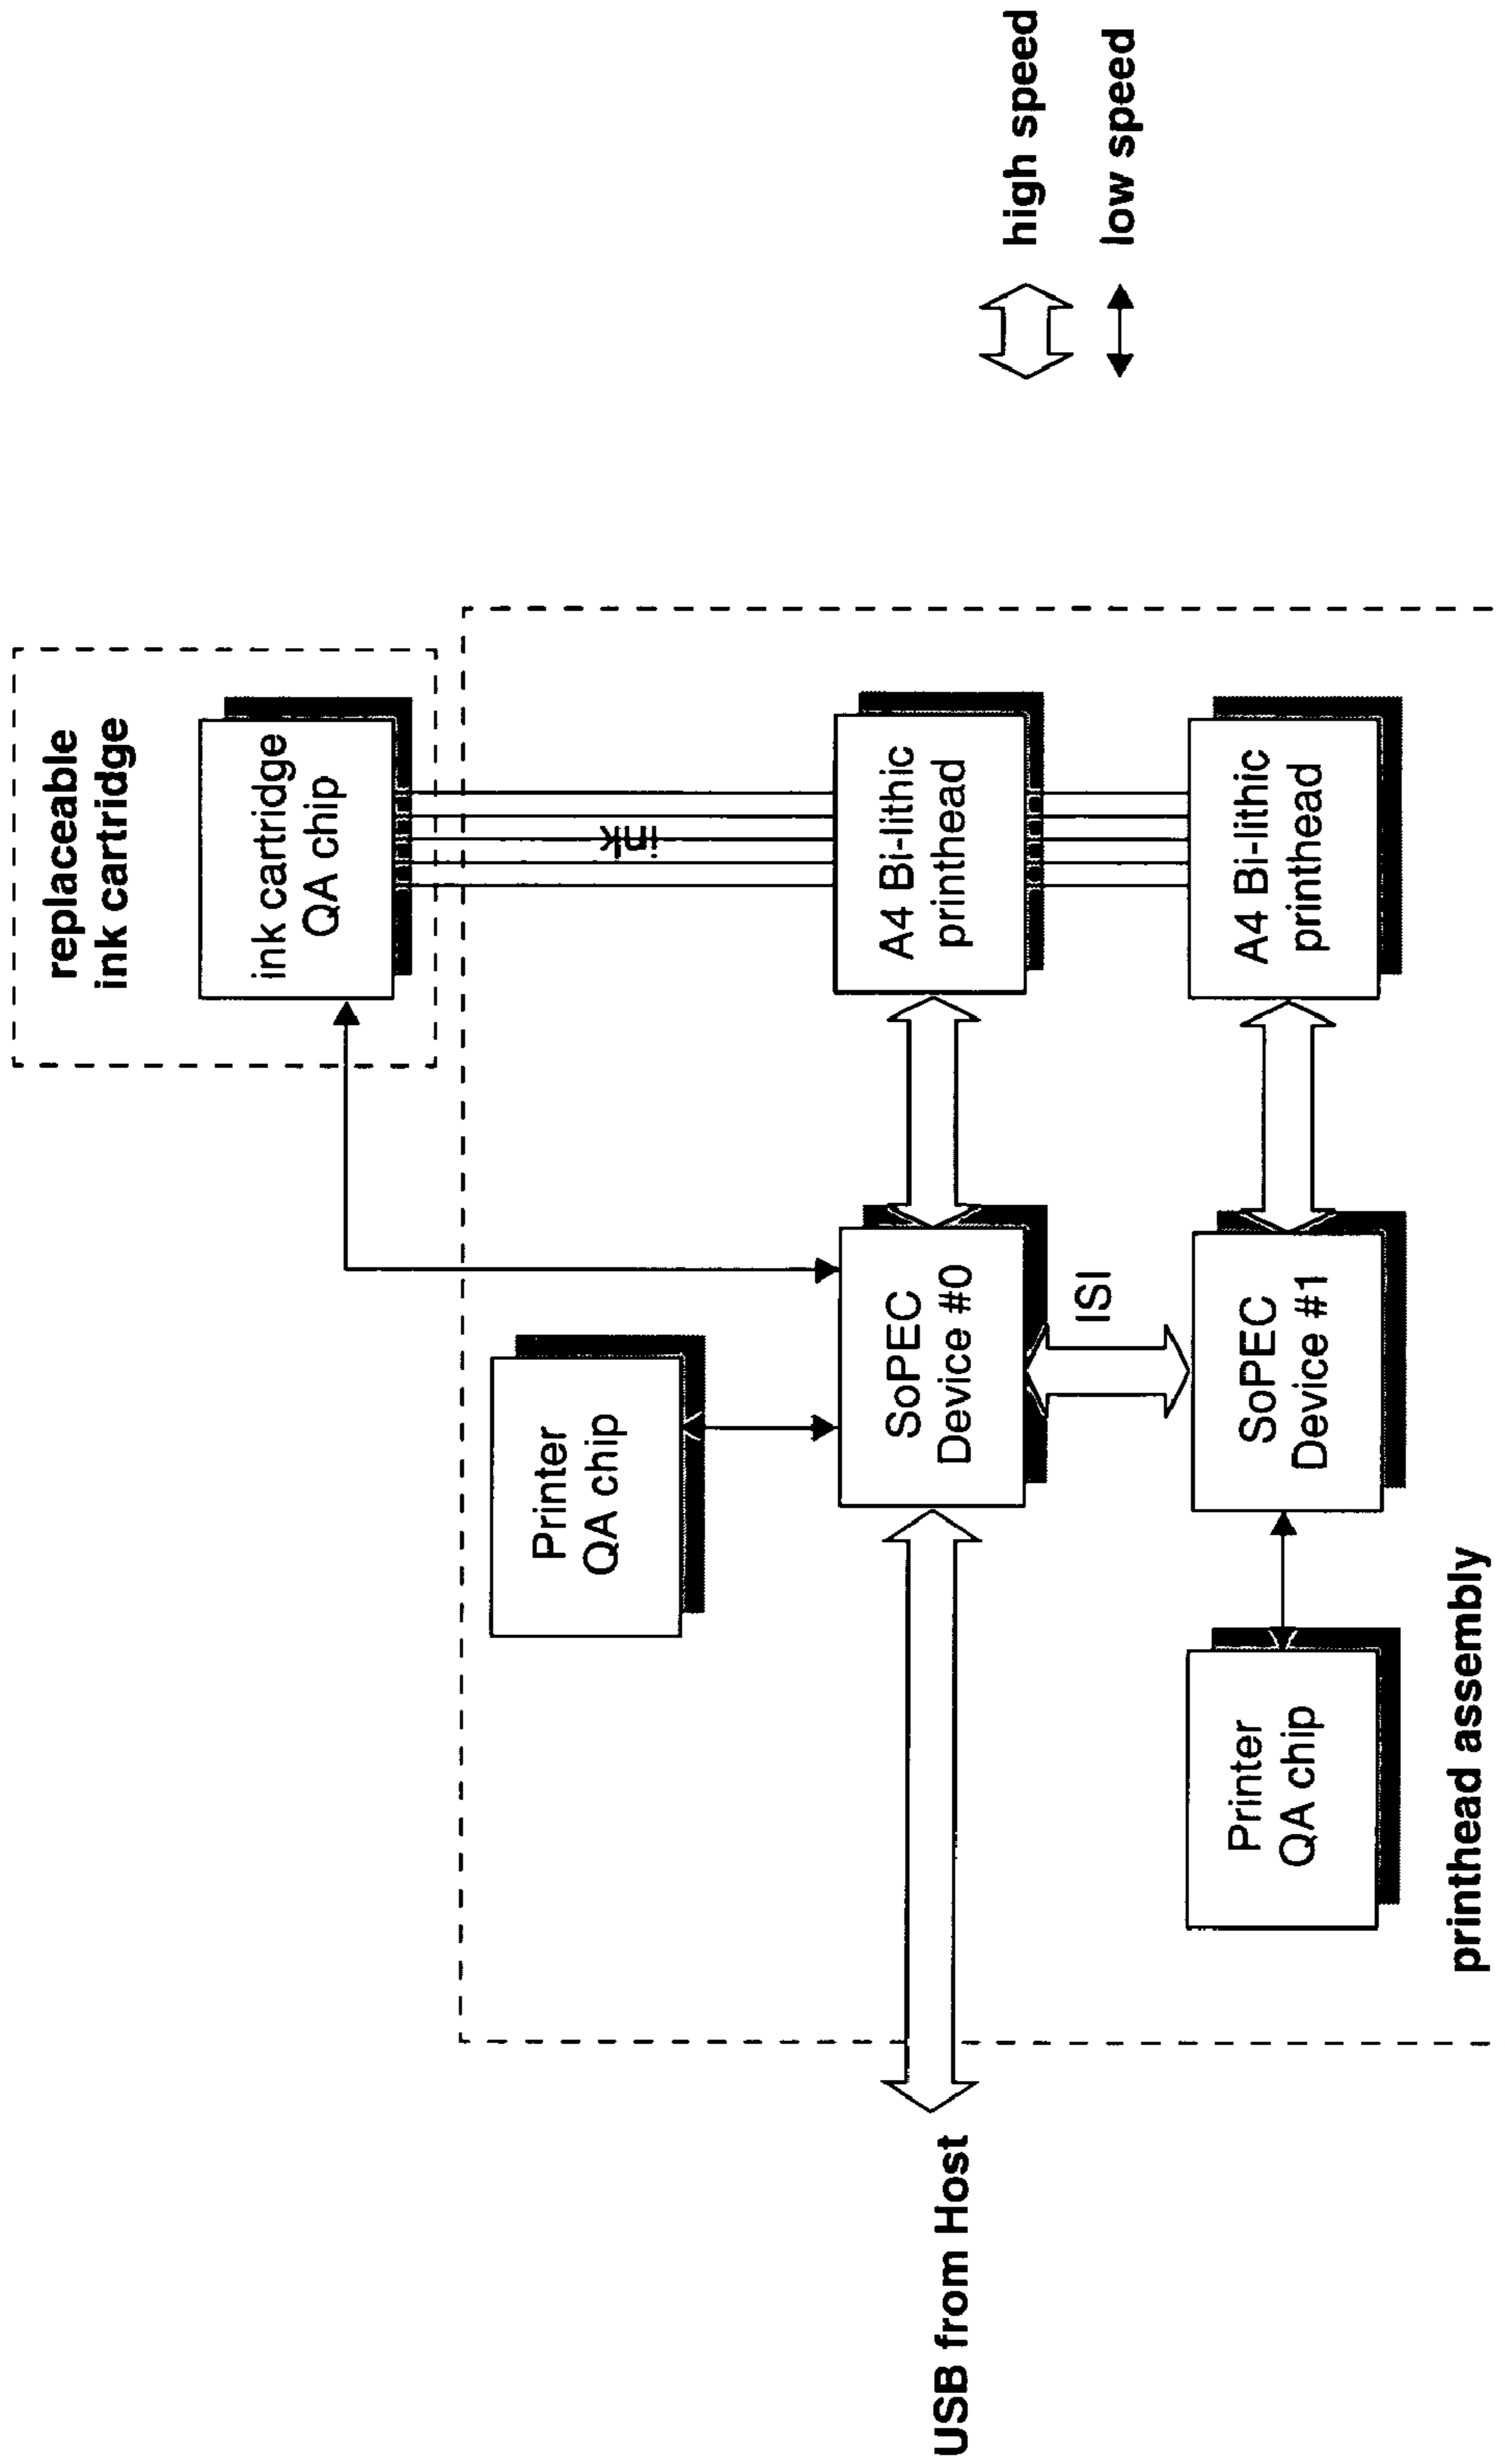 replaceable
ink cartridge
ink cartridge
QA chip
ink
Printer
QA chip
USB from Host
SoPEC
Device #0
A4 Bi-lithic
printhead
ISI
high speed
low speed
Printer
QA chip
SoPEC
Device #1
A4 Bi-lithic
printhead
printhead assembly